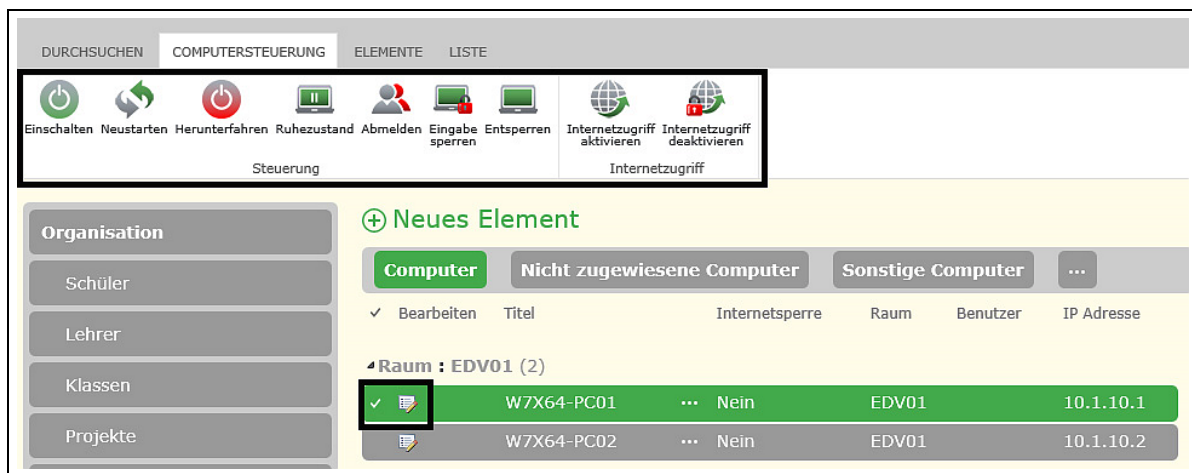 DURCHSUCHEN COMPUTERSTEUERUNG ELEMENTE LISTE
Einschalten Neustarten Herunterfahren Ruhezustand Abmelden Eingabe sperren Entsperren Internetzugriff aktivieren Internetzugriff deaktivieren
Steuerung Internetzugriff
Organisation
Schüler
Lehrer
Klassen
Projekte
Neues Element
Computer Nicht zugewiesene Computer Sonstige Computer ...
Bearbeiten Titel Internetsperre Raum Benutzer IP Adresse
Raum : EDV01 (2)
W7X64-PC01 ... Nein EDV01 10.1.10.1
W7X64-PC02 ... Nein EDV01 10.1.10.2